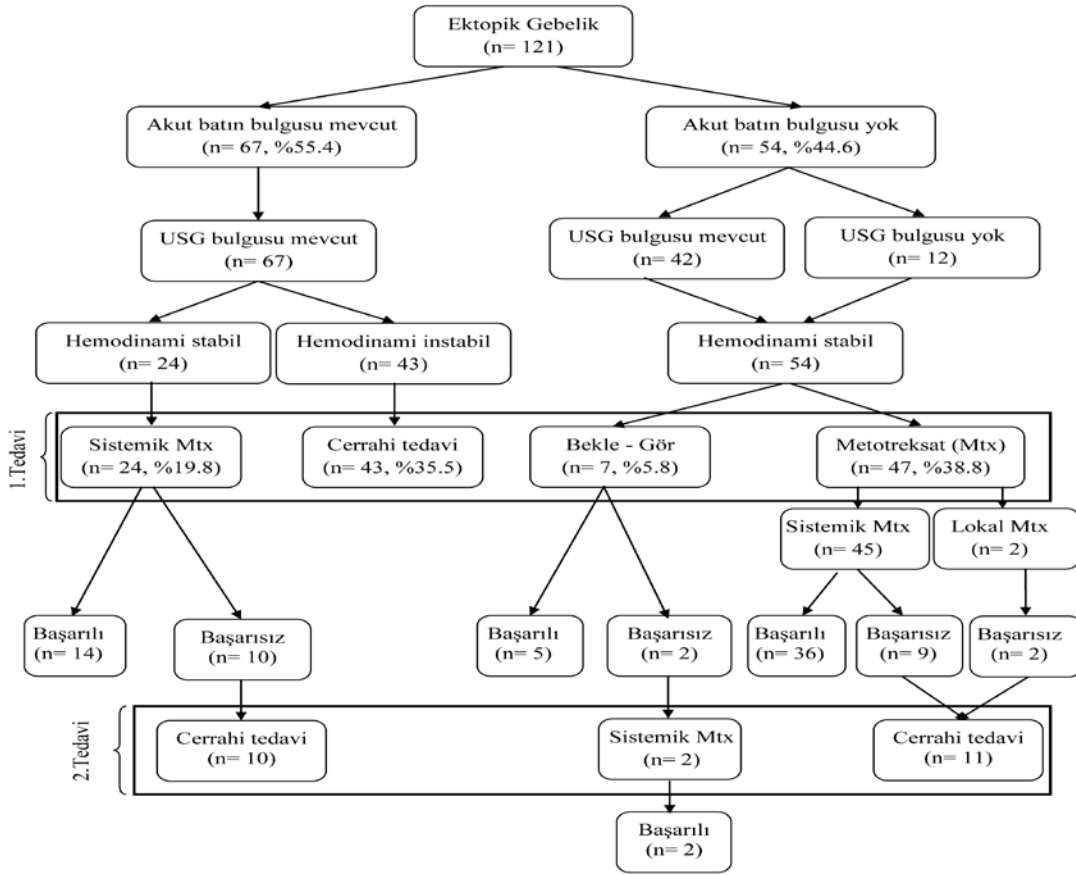 Ektopik Gebelik
(n= 121)
Akut batın bulgusu mevcut
(n= 67, %55.4)
Akut batın bulgusu yok
(n= 54, %44.6)
USG bulgusu mevcut
(n= 67)
USG bulgusu mevcut
(n= 42)
USG bulgusu yok
(n= 12)
Hemodinami stabil
(n= 24)
Hemodinami instabil
(n= 43)
Hemodinami stabil
(n= 54)
1.Tedavi
Sistemik Mtx
(n= 24, %19.8)
Cerrahi tedavi
(n= 43, %35.5)
Bekle - Gör
(n= 7, %5.8)
Metotreksat (Mtx)
(n= 47, %38.8)
Sistemik Mtx
(n= 45)
Lokal Mtx
(n= 2)
Başarılı
(n= 14)
Başarısız
(n= 10)
Başarılı
(n= 5)
Başarısız
(n= 2)
Başarılı
(n= 36)
Başarısız
(n= 9)
Başarısız
(n= 2)
2.Tedavi
Cerrahi tedavi
(n= 10)
Sistemik Mtx
(n= 2)
Cerrahi tedavi
(n= 11)
Başarılı
(n= 2)